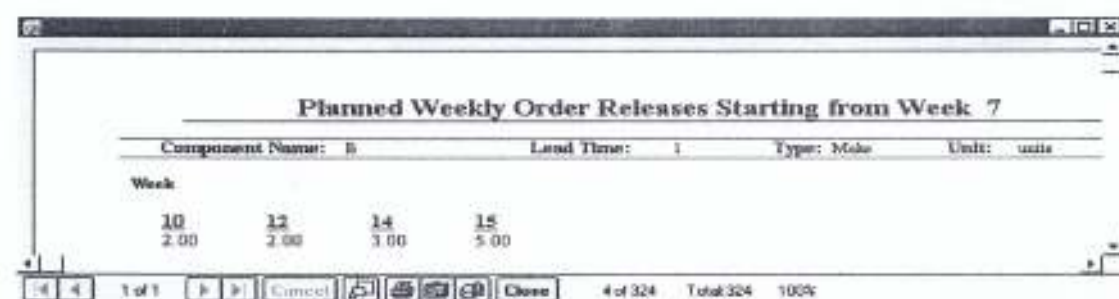 Planned Weekly Order Releases Starting from Week 7
Component Name: B Lead Time: 1 Type: Make Unit: units
Week
10 12 14 15
2.00 2.00 3.00 5.00
1 of 1 Cancel Close 4 of 324 Total:324 100%